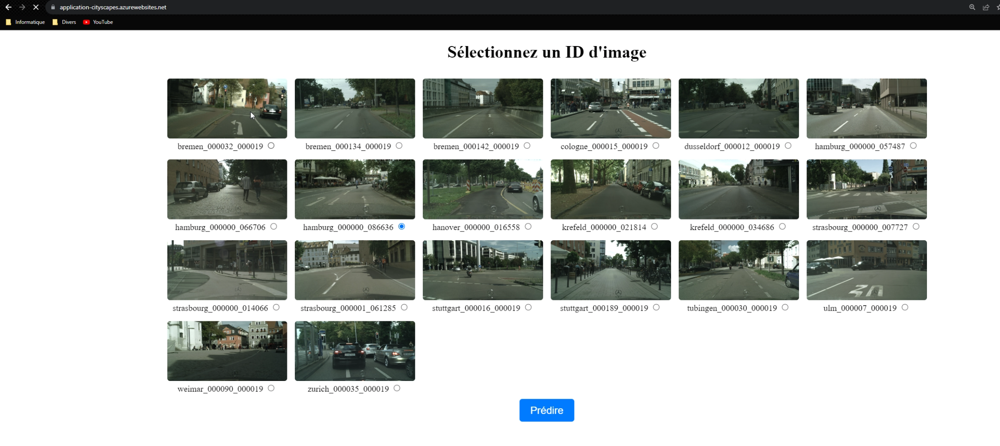 application-cityscapes.azurewebsites.net
Informatique Divers YouTube
Sélectionnez un ID d'image
bremen_000032_000019 bremen_000134_000019 bremen_000142_000019 cologne_000015_000019 dusseldorf_000012_000019 hamburg_000000_057487
hamburg_000000_066706 hamburg_000000_086636 hanover_000000_016558 krefeld_000000_021814 krefeld_000000_034686 strasbourg_000000_007727
strasbourg_000000_014066 strasbourg_000001_061285 stuttgart_000016_000019 stuttgart_000189_000019 tubingen_000030_000019 ulm_000007_000019
30
weimar_000090_000019 zurich_000035_000019
Prédire